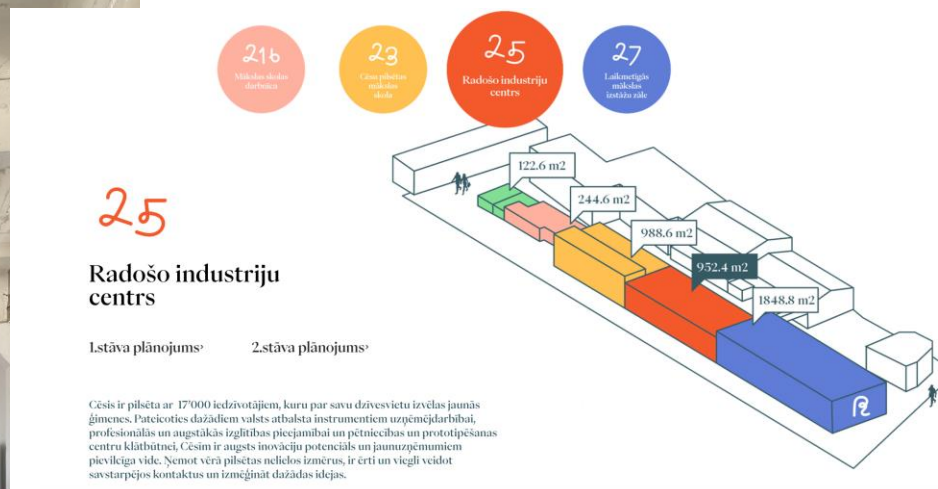 21b
Mākslas skolas
darbnīca
23
Cēsu pilsētas
mākslas
skola
25
Radošo industriju
centrs
27
Laikmetīgās
mākslas
izstāžu zāle
122.6 m2
244.6 m2
988.6 m2
952.4 m2
1848.8 m2
25
Radošo industriju
centrs
1.stāva plānojums›
2.stāva plānojums›
Cēsis ir pilsēta ar 17'000 iedzīvotājiem, kuru par savu dzīvesvietu izvēlas jaunās
ģimenes. Pateicoties dažādiem valsts atbalsta instrumentiem uzņēmējdarbībai,
profesionālās un augstākās izglītības pieejamībai un pētniecības un prototipēšanas
centru klātbūtnei, Cēsīm ir augsts inovāciju potenciāls un jaunuzņēmumiem
pievilcīga vide. Ņemot vērā pilsētas nelielos izmērus, ir ērti un viegli veidot
savstarpējos kontaktus un izmēģināt dažādas idejas.